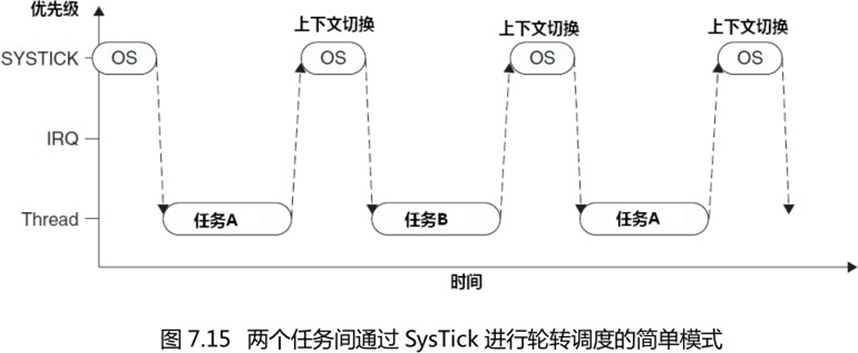 优先级
上下文切换 上下文切换 上下文切换
SYSTICK OS OS OS OS
IRQ
Thread 任务A 任务B 任务A
时间
图 7.15 两个任务间通过 SysTick 进行轮转调度的简单模式